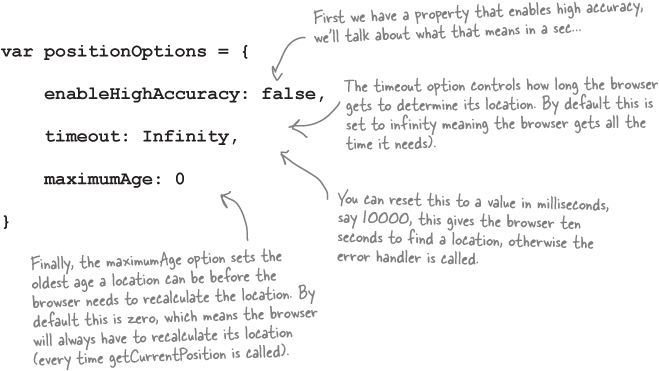 First we have a property that enables high accuracy,
we'll talk about what that means in a sec...
var positionOptions = {
enableHighAccuracy: false,
The timeout option controls how long the browser
gets to determine its location. By default this is
set to infinity meaning the browser gets all the
time it needs).
timeout: Infinity,
maximumAge: 0
You can reset this to a value in milliseconds,
say 10000, this gives the browser ten
seconds to find a location, otherwise the
error handler is called.
}
Finally, the maximumAge option sets the
oldest age a location can be before the
browser needs to recalculate the location. By
default this is zero, which means the browser
will always have to recalculate its location
(every time getCurrentPosition is called).